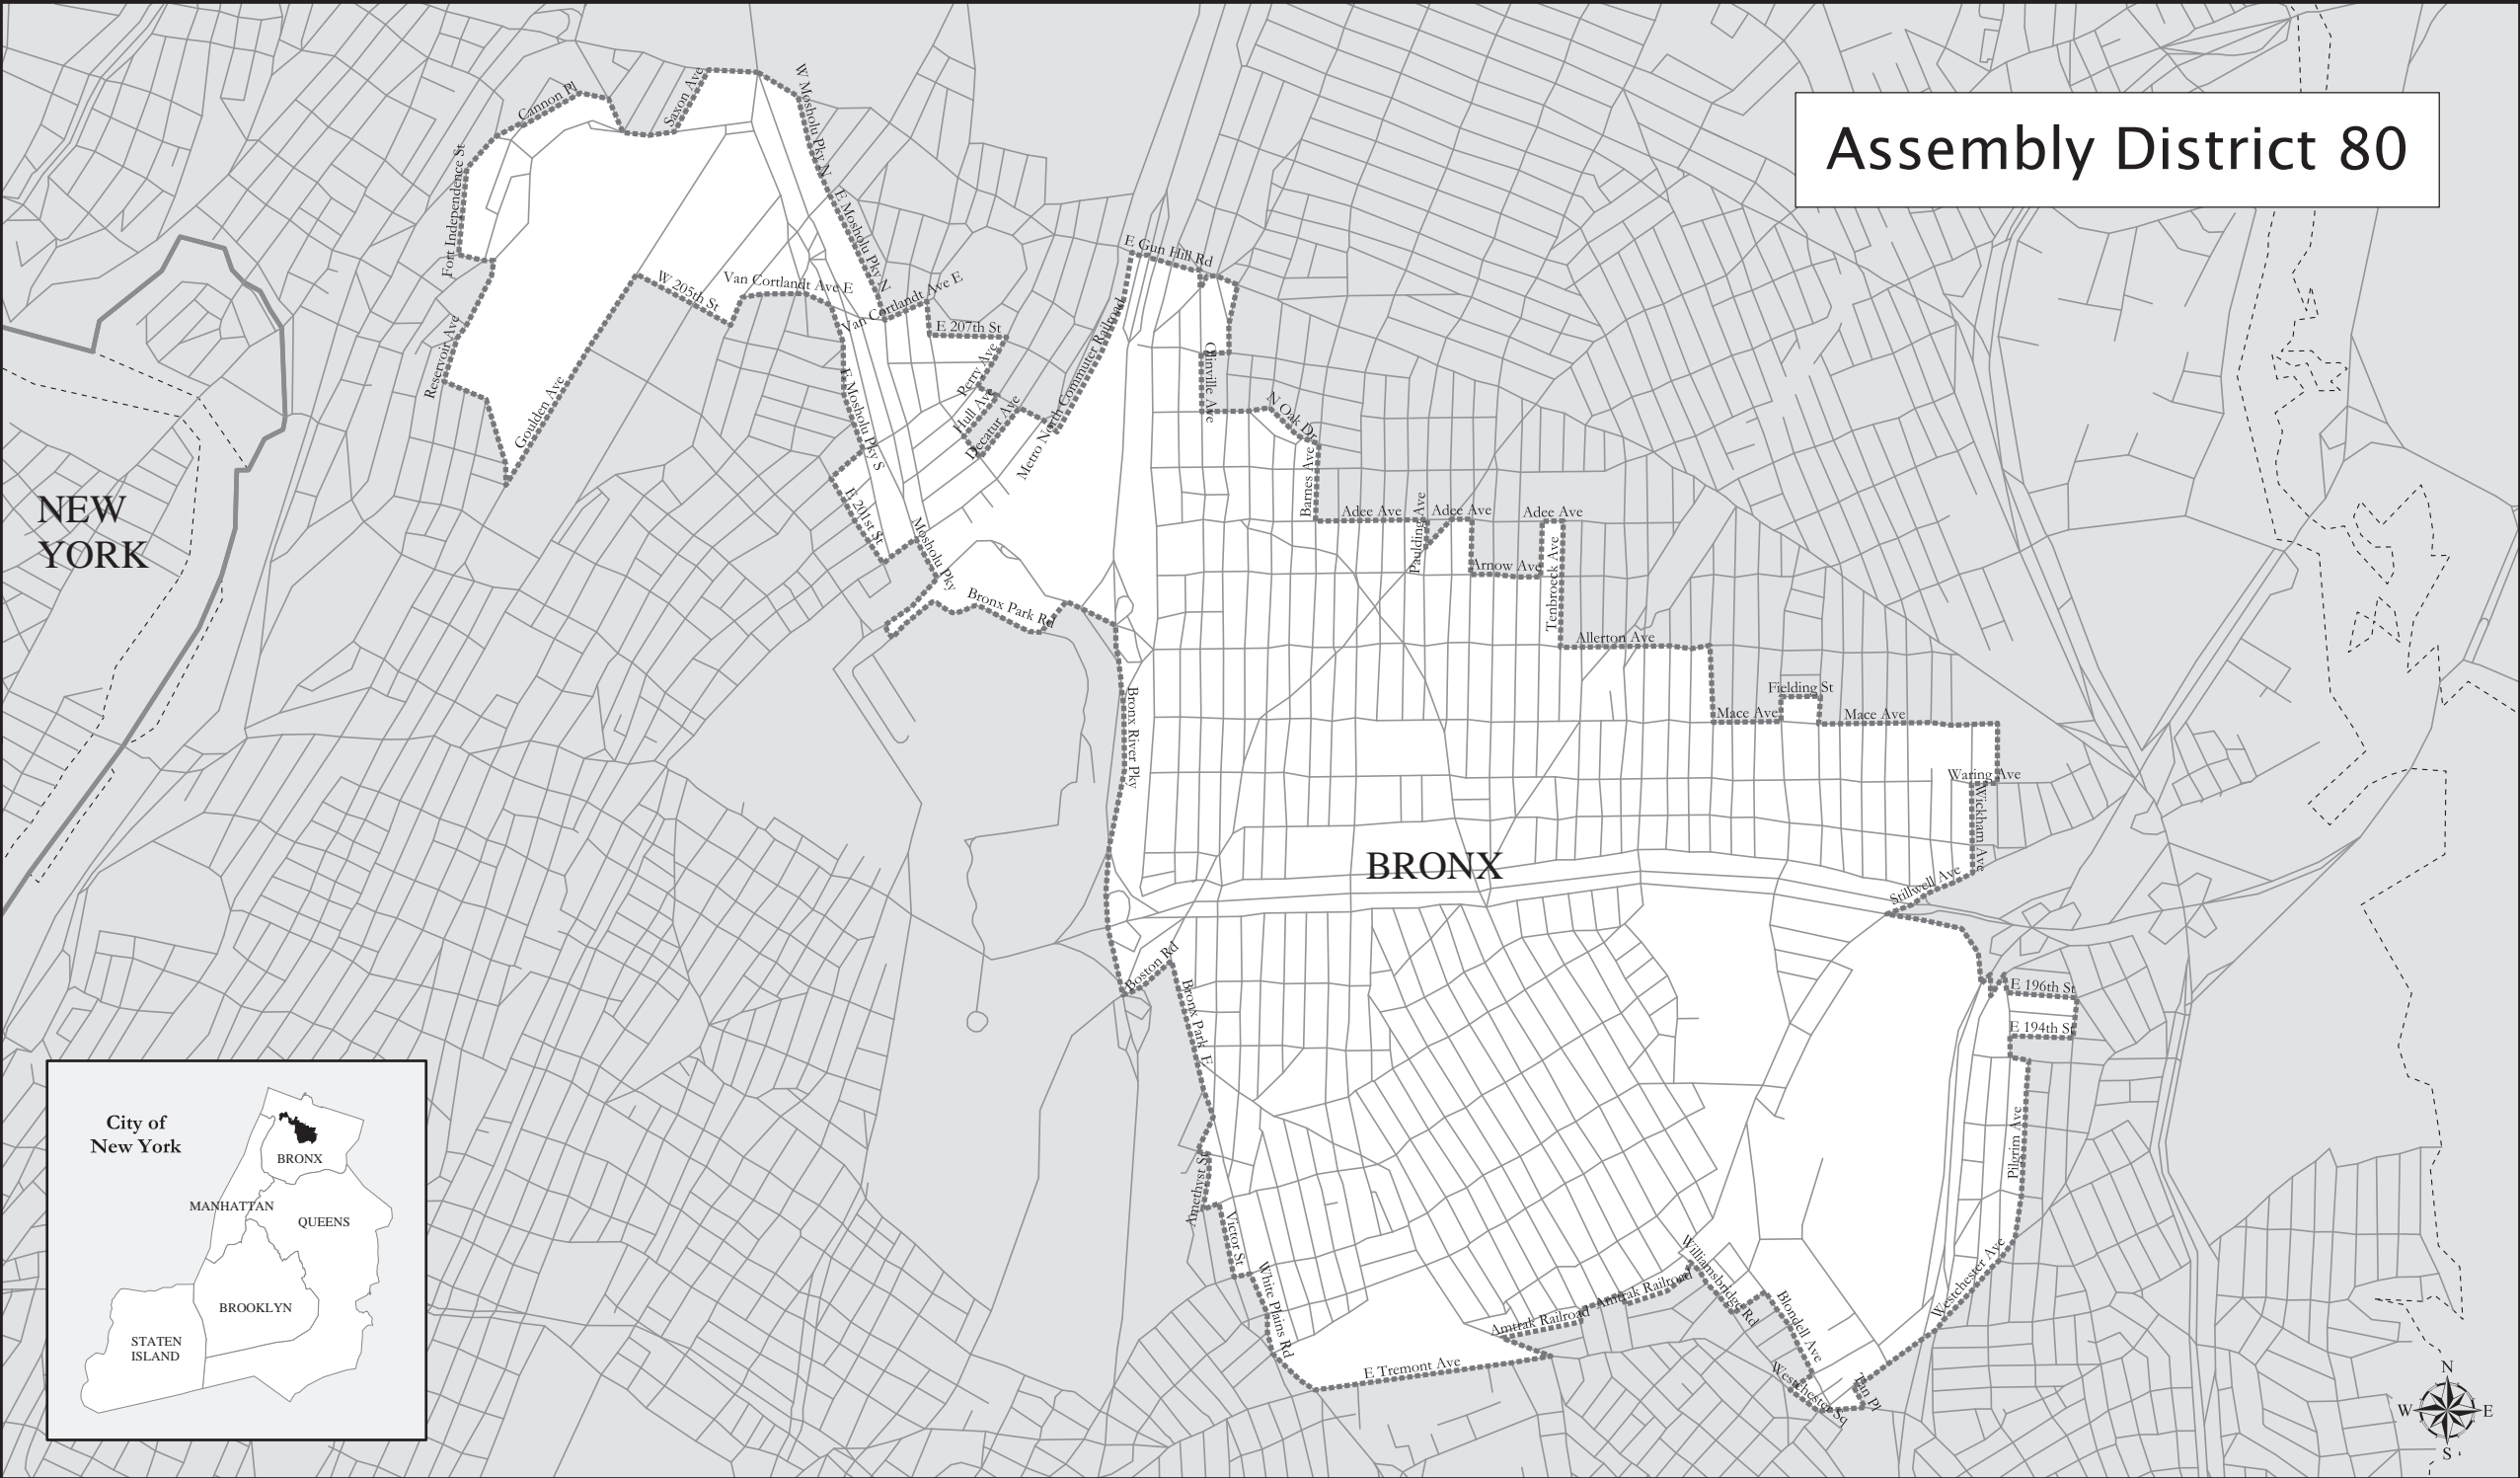 Assembly District 80
Cannon Pl
Saxon Ave
W Mosholu Pky N
Fort Independence St
E Mosholu Pky N
E Gun Hill Rd
W 205th St
Van Cortlandt Ave E
Van Cortlandt Ave E
E 207th St
Reservoir Ave
Goulden Ave
Perry Ave
Hull Ave
Decatur Ave
Metro North Commuter Railroad
Olinville Ave
N Oak Dr
E Mosholu Pky S
Barnes Ave
NEW
YORK
E 201st St
Mosholu Pky
Adee Ave
Paulding Ave
Adee Ave
Adee Ave
Arnow Ave
Tenbroeck Ave
Bronx Park Rd
Allerton Ave
Fielding St
Mace Ave
Mace Ave
Bronx River Pky
Waring Ave
Wickham Ave
BRONX
Stillwell Ave
Boston Rd
Bronx Park E
E 196th St
E 194th St
Pilgrim Ave
Amethyst St
Victor St
White Plains Rd
Williamsbridge Rd
Amtrak Railroad
Amtrak Railroad
Blondell Ave
Westchester Ave
E Tremont Ave
Westchester Sq
Tan Pl
City of
New York
BRONX
MANHATTAN
QUEENS
BROOKLYN
STATEN
ISLAND
N
W
E
S